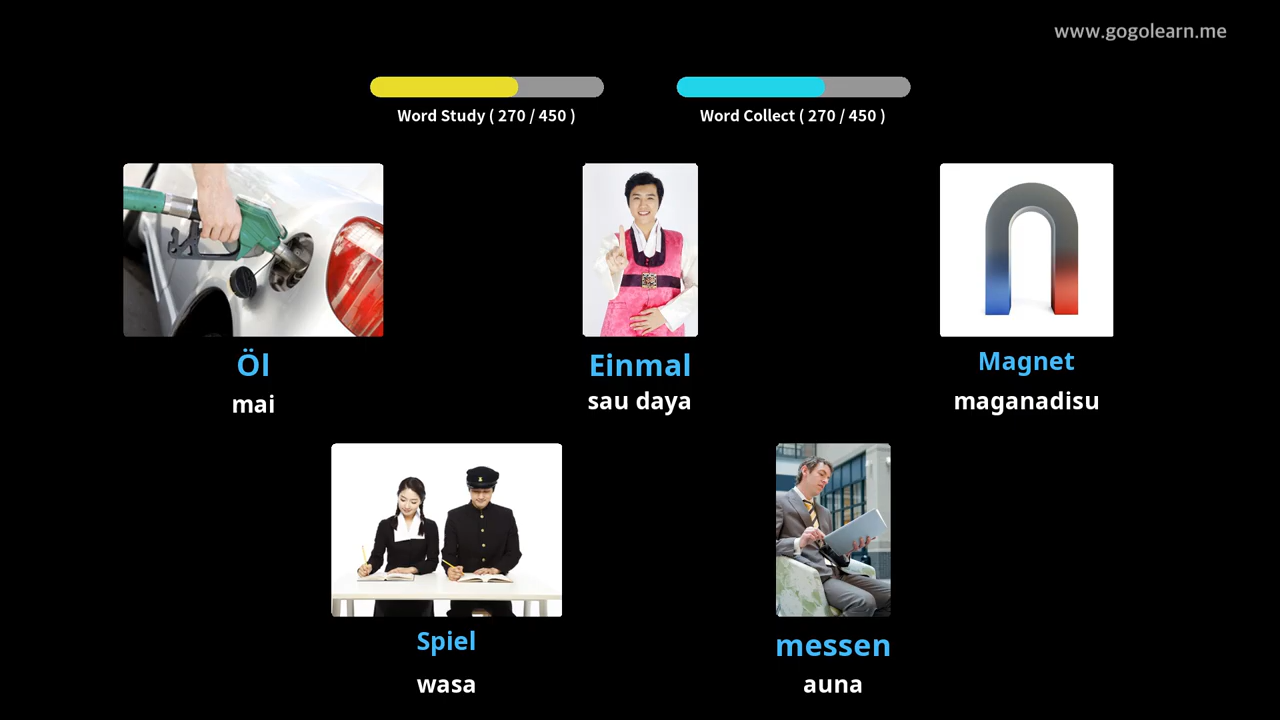 www.gogolearn.me
Word Study ( 270 / 450 )
Word Collect ( 270 / 450 )
Öl
mai
Einmal
sau daya
Magnet
maganadisu
Spiel
wasa
messen
auna